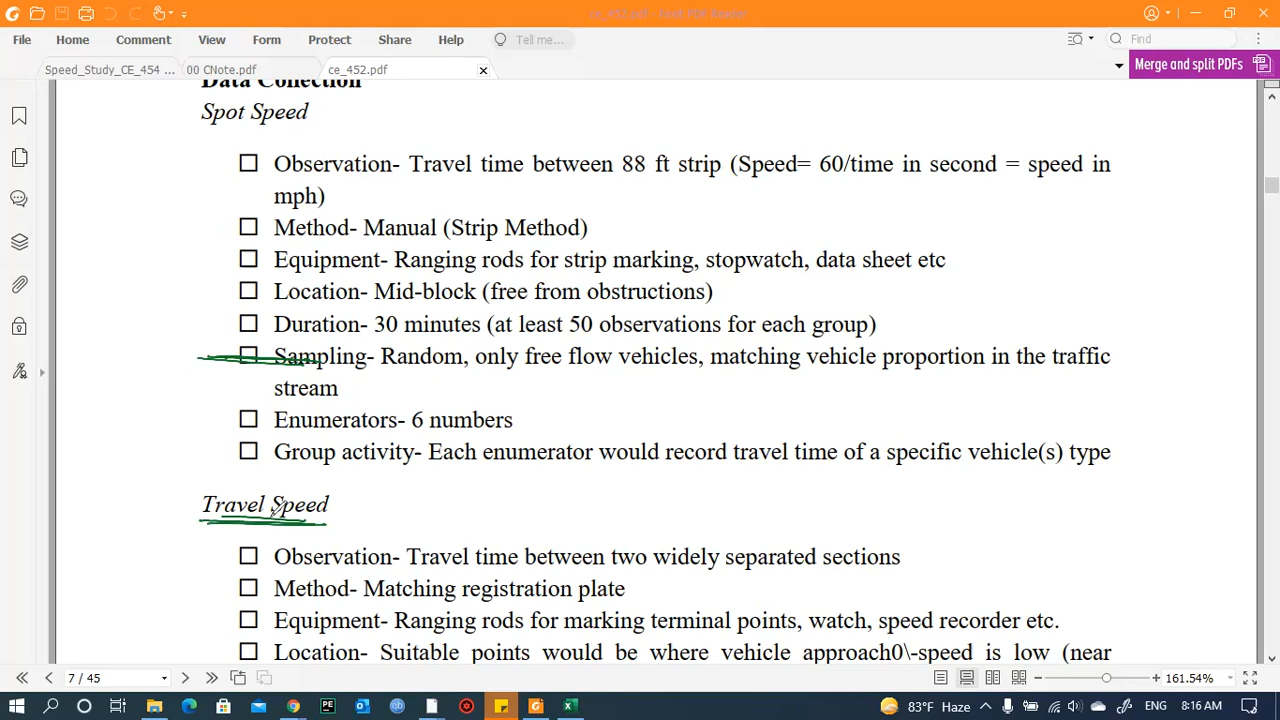 ce_452.pdf - Foxit PDF Reader
File Home Comment View Form Protect Share Help Tell me... Find
Speed_Study_CE_454 ... 00 CNote.pdf ce_452.pdf Merge and split PDFs
Data Collection
Spot Speed
Observation- Travel time between 88 ft strip (Speed= 60/time in second = speed in
mph)
Method- Manual (Strip Method)
Equipment- Ranging rods for strip marking, stopwatch, data sheet etc
Location- Mid-block (free from obstructions)
Duration- 30 minutes (at least 50 observations for each group)
Sampling- Random, only free flow vehicles, matching vehicle proportion in the traffic
stream
Enumerators- 6 numbers
Group activity- Each enumerator would record travel time of a specific vehicle(s) type
Travel Speed
Observation- Travel time between two widely separated sections
Method- Matching registration plate
Equipment- Ranging rods for marking terminal points, watch, speed recorder etc.
Location- Suitable points would be where vehicle approach0\-speed is low (near
7 / 45 161.54%
83°F Haze ENG 8:16 AM